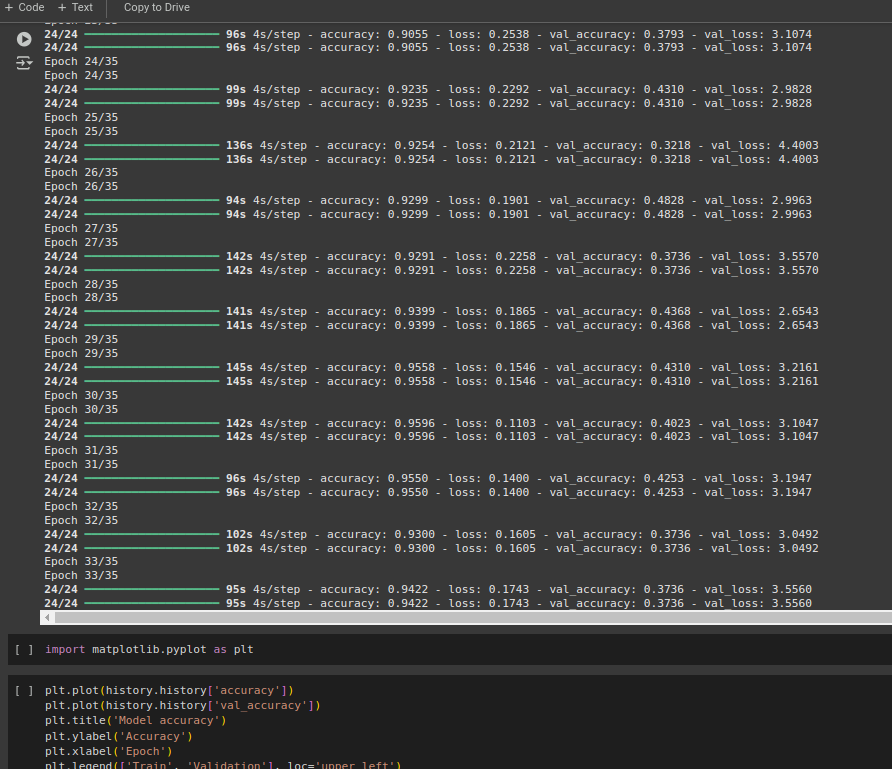 + Code + Text Copy to Drive
24/24 96s 4s/step - accuracy: 0.9055 - loss: 0.2538 - val_accuracy: 0.3793 - val_loss: 3.1074
24/24 96s 4s/step - accuracy: 0.9055 - loss: 0.2538 - val_accuracy: 0.3793 - val_loss: 3.1074
Epoch 24/35
Epoch 24/35
24/24 99s 4s/step - accuracy: 0.9235 - loss: 0.2292 - val_accuracy: 0.4310 - val_loss: 2.9828
24/24 99s 4s/step - accuracy: 0.9235 - loss: 0.2292 - val_accuracy: 0.4310 - val_loss: 2.9828
Epoch 25/35
Epoch 25/35
24/24 136s 4s/step - accuracy: 0.9254 - loss: 0.2121 - val_accuracy: 0.3218 - val_loss: 4.4003
24/24 136s 4s/step - accuracy: 0.9254 - loss: 0.2121 - val_accuracy: 0.3218 - val_loss: 4.4003
Epoch 26/35
Epoch 26/35
24/24 94s 4s/step - accuracy: 0.9299 - loss: 0.1901 - val_accuracy: 0.4828 - val_loss: 2.9963
24/24 94s 4s/step - accuracy: 0.9299 - loss: 0.1901 - val_accuracy: 0.4828 - val_loss: 2.9963
Epoch 27/35
Epoch 27/35
24/24 142s 4s/step - accuracy: 0.9291 - loss: 0.2258 - val_accuracy: 0.3736 - val_loss: 3.5570
24/24 142s 4s/step - accuracy: 0.9291 - loss: 0.2258 - val_accuracy: 0.3736 - val_loss: 3.5570
Epoch 28/35
Epoch 28/35
24/24 141s 4s/step - accuracy: 0.9399 - loss: 0.1865 - val_accuracy: 0.4368 - val_loss: 2.6543
24/24 141s 4s/step - accuracy: 0.9399 - loss: 0.1865 - val_accuracy: 0.4368 - val_loss: 2.6543
Epoch 29/35
Epoch 29/35
24/24 145s 4s/step - accuracy: 0.9558 - loss: 0.1546 - val_accuracy: 0.4310 - val_loss: 3.2161
24/24 145s 4s/step - accuracy: 0.9558 - loss: 0.1546 - val_accuracy: 0.4310 - val_loss: 3.2161
Epoch 30/35
Epoch 30/35
24/24 142s 4s/step - accuracy: 0.9596 - loss: 0.1103 - val_accuracy: 0.4023 - val_loss: 3.1047
24/24 142s 4s/step - accuracy: 0.9596 - loss: 0.1103 - val_accuracy: 0.4023 - val_loss: 3.1047
Epoch 31/35
Epoch 31/35
24/24 96s 4s/step - accuracy: 0.9550 - loss: 0.1400 - val_accuracy: 0.4253 - val_loss: 3.1947
24/24 96s 4s/step - accuracy: 0.9550 - loss: 0.1400 - val_accuracy: 0.4253 - val_loss: 3.1947
Epoch 32/35
Epoch 32/35
24/24 102s 4s/step - accuracy: 0.9300 - loss: 0.1605 - val_accuracy: 0.3736 - val_loss: 3.0492
24/24 102s 4s/step - accuracy: 0.9300 - loss: 0.1605 - val_accuracy: 0.3736 - val_loss: 3.0492
Epoch 33/35
Epoch 33/35
24/24 95s 4s/step - accuracy: 0.9422 - loss: 0.1743 - val_accuracy: 0.3736 - val_loss: 3.5560
24/24 95s 4s/step - accuracy: 0.9422 - loss: 0.1743 - val_accuracy: 0.3736 - val_loss: 3.5560
[ ] import matplotlib.pyplot as plt
[ ] plt.plot(history.history['accuracy'])
plt.plot(history.history['val_accuracy'])
plt.title('Model accuracy')
plt.ylabel('Accuracy')
plt.xlabel('Epoch')
plt.legend(['Train', 'Validation'], loc='upper left')